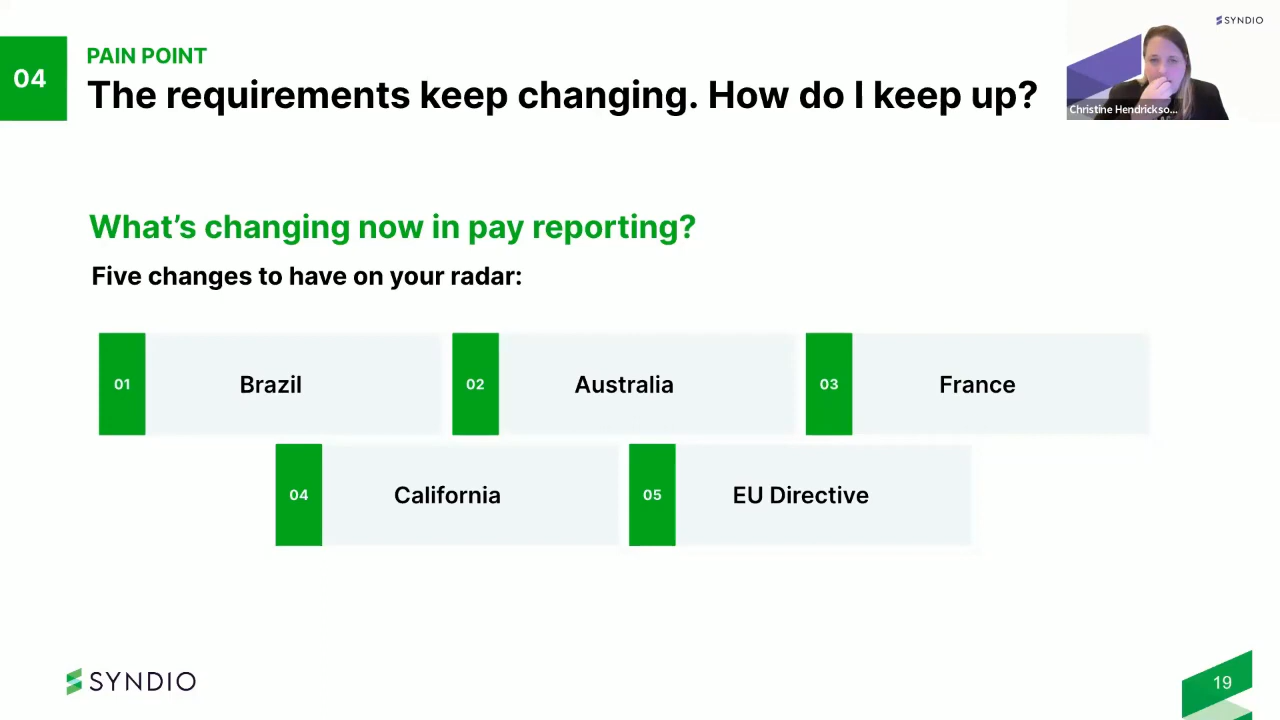 SYNDIO
04
PAIN POINT
The requirements keep changing. How do I keep up?
Christine Hendrickso...
What's changing now in pay reporting?
Five changes to have on your radar:
01
Brazil
02
Australia
03
France
04
California
05
EU Directive
SYNDIO
19